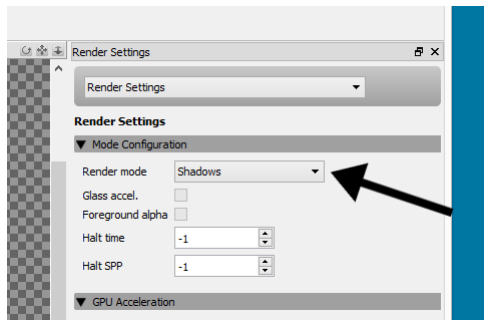 Render Settings
Render Settings
Render Settings
Mode Configuration
Render mode Shadows
Glass accel.
Foreground alpha
Halt time -1
Halt SPP -1
GPU Acceleration